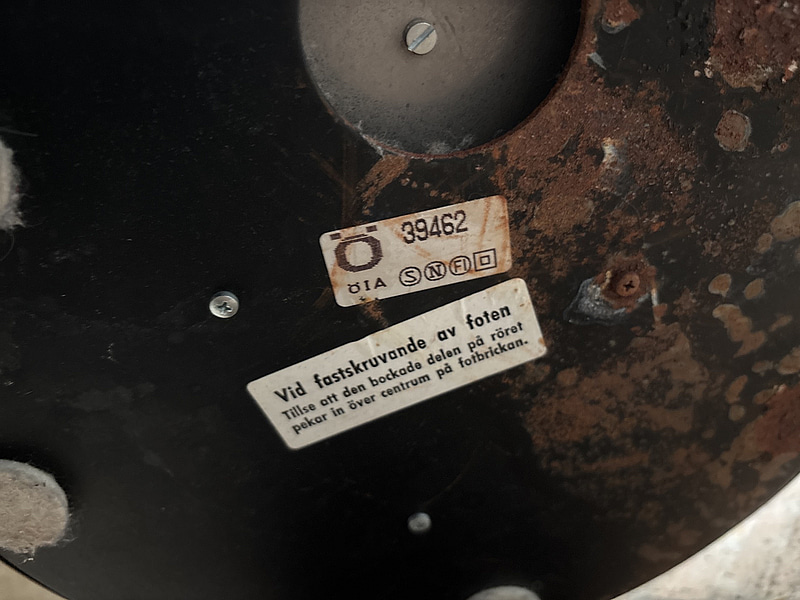 Ö 39462
ÖIA S N FI
Vid fastskruvande av foten
Tillse att den bockade delen på röret
pekar in över centrum på fotbrickan.